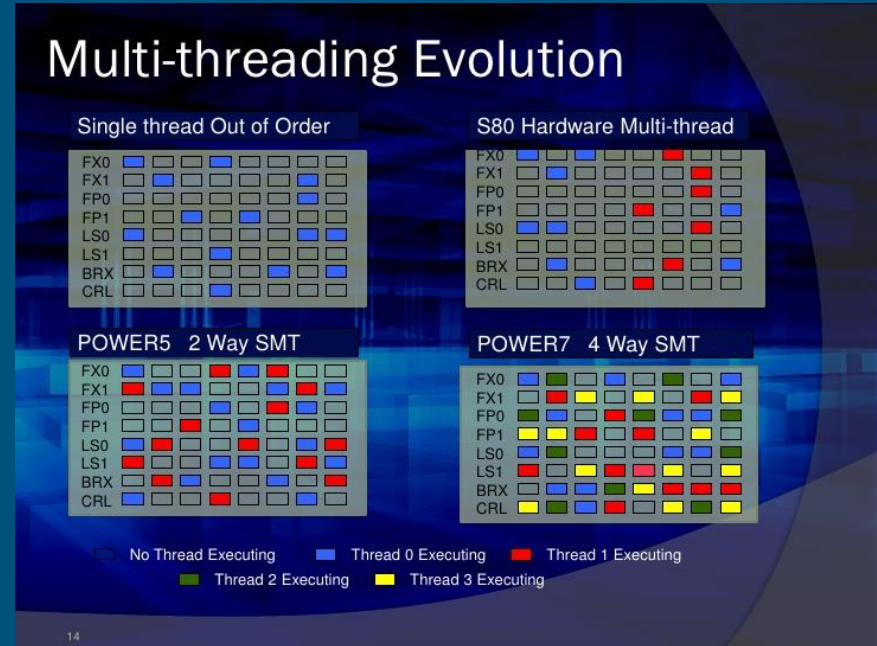 Multi-threading Evolution
Single thread Out of Order
FX0
FX1
FP0
FP1
LS0
LS1
BRX
CRL
S80 Hardware Multi-thread
FX0
FX1
FP0
FP1
LS0
LS1
BRX
CRL
POWER5 2 Way SMT
FX0
FX1
FP0
FP1
LS0
LS1
BRX
CRL
POWER7 4 Way SMT
FX0
FX1
FP0
FP1
LS0
LS1
BRX
CRL
No Thread Executing Thread 0 Executing Thread 1 Executing
Thread 2 Executing Thread 3 Executing
14